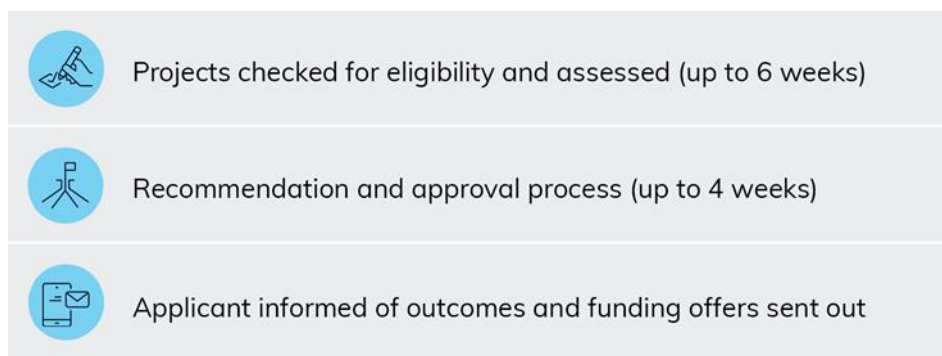 Projects checked for eligibility and assessed (up to 6 weeks)
Recommendation and approval process (up to 4 weeks)
Applicant informed of outcomes and funding offers sent out